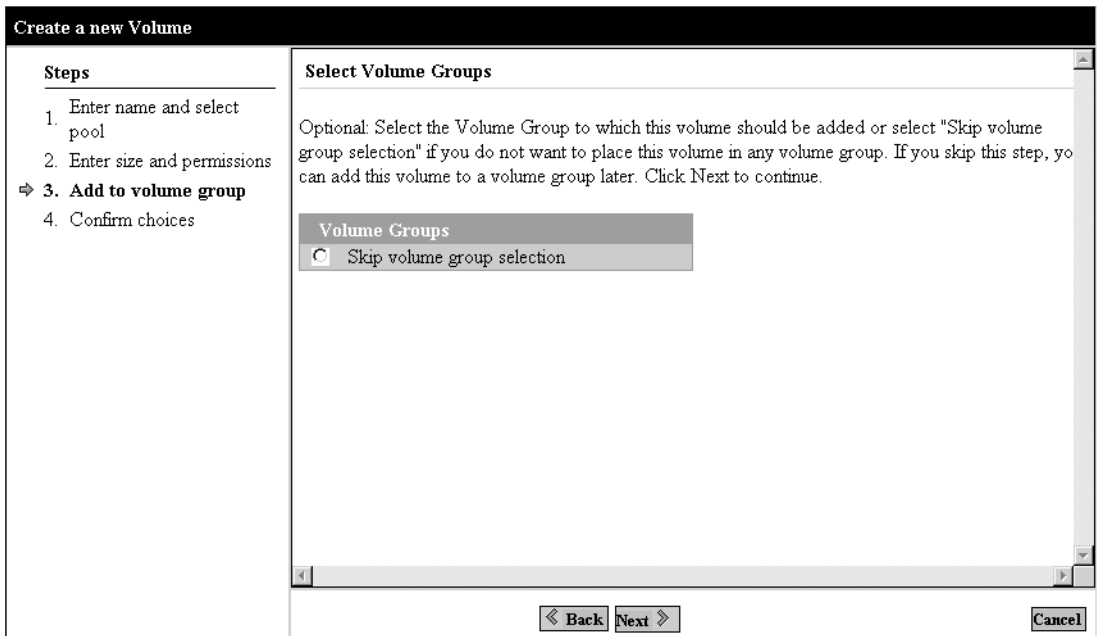 Create a new Volume
Steps
1. Enter name and select
pool
2. Enter size and permissions
3. Add to volume group
4. Confirm choices
Select Volume Groups
Optional: Select the Volume Group to which this volume should be added or select "Skip volume
group selection" if you do not want to place this volume in any volume group. If you skip this step, yo
can add this volume to a volume group later. Click Next to continue.
Volume Groups
Skip volume group selection
Back Next Cancel